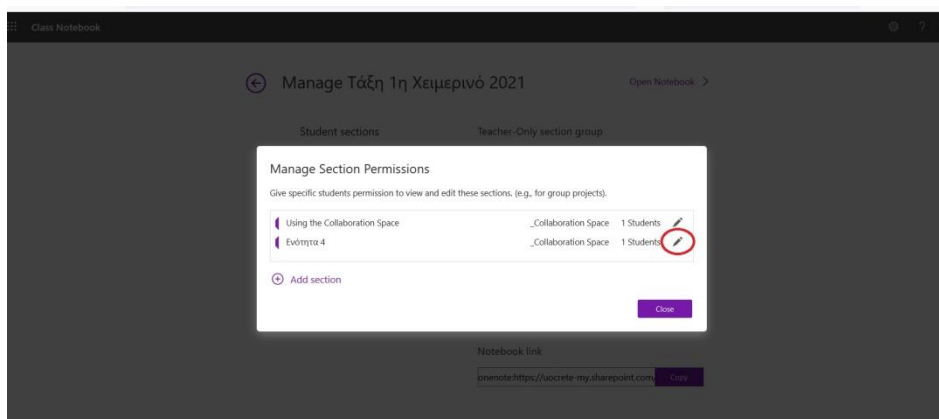 Class Notebook
?
Manage Τάξη 1η Χειμερινό 2021
Open Notebook
Student sections
Teacher-Only section group
Manage Section Permissions
Give specific students permission to view and edit these sections. (e.g., for group projects).
Using the Collaboration Space _Collaboration Space 1 Students
Ενότητα 4 _Collaboration Space 1 Students
Add section
Close
Notebook link
onenote:https://uocrete-my.sharepoint.com/ Copy